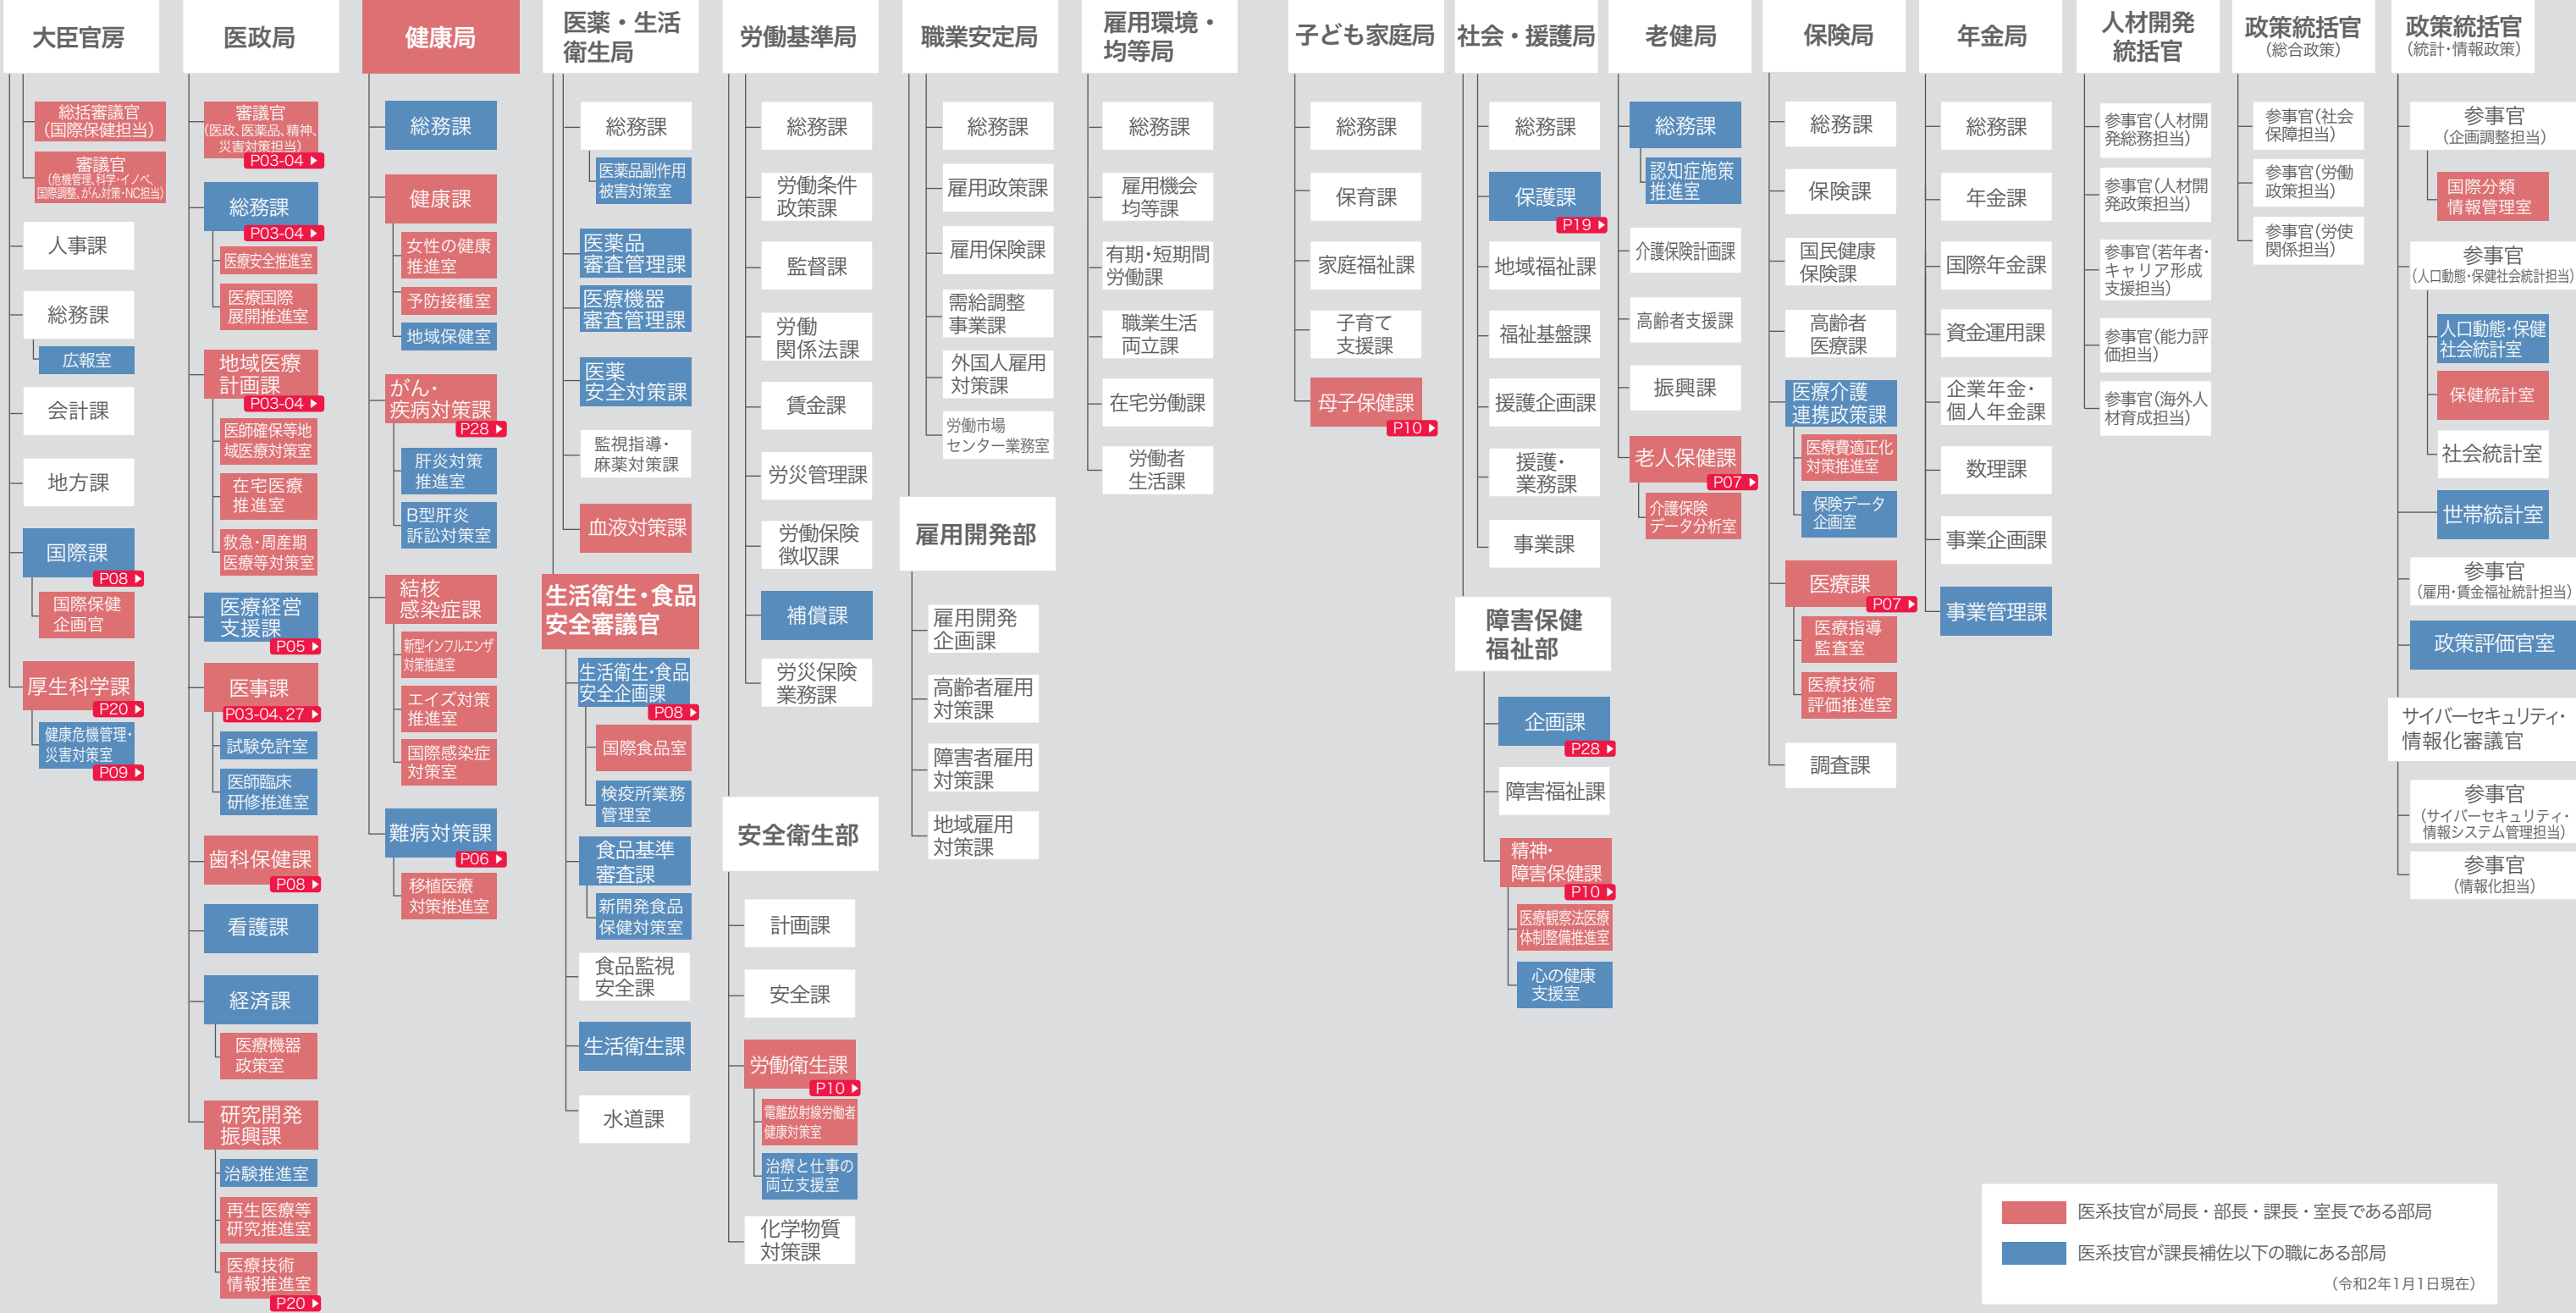 大臣官房
総括審議官
(国際保健担当)
審議官
(危機管理、科学・イノベ、
国際調整、がん対策・NC担当)
人事課
総務課
広報室
会計課
地方課
国際課
P08
国際保健
企画官
厚生科学課
P20
健康危機管理・
災害対策室
P09
医政局
審議官
(医政、医薬品、精神、
災害対策担当)
P03-04
総務課
P03-04
医療安全推進室
医療国際
展開推進室
地域医療
計画課
P03-04
医師確保等地
域医療対策室
在宅医療
推進室
救急・周産期
医療等対策室
医療経営
支援課
P05
医事課
P03-04、27
試験免許室
医師臨床
研修推進室
歯科保健課
P08
看護課
経済課
医療機器
政策室
研究開発
振興課
治験推進室
再生医療等
研究推進室
医療技術
情報推進室
P20
健康局
総務課
健康課
女性の健康
推進室
予防接種室
地域保健室
がん・
疾病対策課
P28
肝炎対策
推進室
B型肝炎
訴訟対策室
結核
感染症課
新型インフルエンザ
対策推進室
エイズ対策
推進室
国際感染症
対策室
難病対策課
P06
移植医療
対策推進室
医薬・生活
衛生局
総務課
医薬品副作用
被害対策室
医薬品
審査管理課
医療機器
審査管理課
医薬
安全対策課
監視指導・
麻薬対策課
血液対策課
生活衛生・食品
安全審議官
生活衛生・食品
安全企画課
P08
国際食品室
検疫所業務
管理室
食品基準
審査課
新開発食品
保健対策室
食品監視
安全課
生活衛生課
水道課
労働基準局
総務課
労働条件
政策課
監督課
労働
関係法課
賃金課
労災管理課
労働保険
徴収課
補償課
労災保険
業務課
安全衛生部
計画課
安全課
労働衛生課
P10
電離放射線労働者
健康対策室
治療と仕事の
両立支援室
化学物質
対策課
職業安定局
総務課
雇用政策課
雇用保険課
需給調整
事業課
外国人雇用
対策課
労働市場
センター業務室
雇用開発部
雇用開発
企画課
高齢者雇用
対策課
障害者雇用
対策課
地域雇用
対策課
雇用環境・
均等局
総務課
雇用機会
均等課
有期・短期間
労働課
職業生活
両立課
在宅労働課
労働者
生活課
子ども家庭局
総務課
保育課
家庭福祉課
子育て
支援課
母子保健課
P10
社会・援護局
総務課
保護課
P19
地域福祉課
福祉基盤課
援護企画課
援護・
業務課
事業課
障害保健
福祉部
企画課
P28
障害福祉課
精神・
障害保健課
P10
医療観察法医療
体制整備推進室
心の健康
支援室
老健局
総務課
認知症施策
推進室
介護保険計画課
高齢者支援課
振興課
老人保健課
P07
介護保険
データ分析室
保険局
総務課
保険課
国民健康
保険課
高齢者
医療課
医療介護
連携政策課
医療費適正化
対策推進室
保険データ
企画室
医療課
P07
医療指導
監査室
医療技術
評価推進室
調査課
年金局
総務課
年金課
国際年金課
資金運用課
企業年金・
個人年金課
数理課
事業企画課
事業管理課
人材開発
統括官
参事官(人材開
発総務担当)
参事官(人材開
発政策担当)
参事官(若年者・
キャリア形成
支援担当)
参事官(能力評
価担当)
参事官(海外人
材育成担当)
政策統括官
(総合政策)
参事官(社会
保障担当)
参事官(労働
政策担当)
参事官(労使
関係担当)
政策統括官
(統計・情報政策)
参事官
(企画調整担当)
国際分類
情報管理室
参事官
(人口動態・保健社会統計担当)
人口動態・保健
社会統計室
保健統計室
社会統計室
世帯統計室
参事官
(雇用・賃金福祉統計担当)
政策評価官室
サイバーセキュリティ・
情報化審議官
参事官
(サイバーセキュリティ・
情報システム管理担当)
参事官
(情報化担当)
医系技官が局長・部長・課長・室長である部局
医系技官が課長補佐以下の職にある部局
(令和2年1月1日現在)